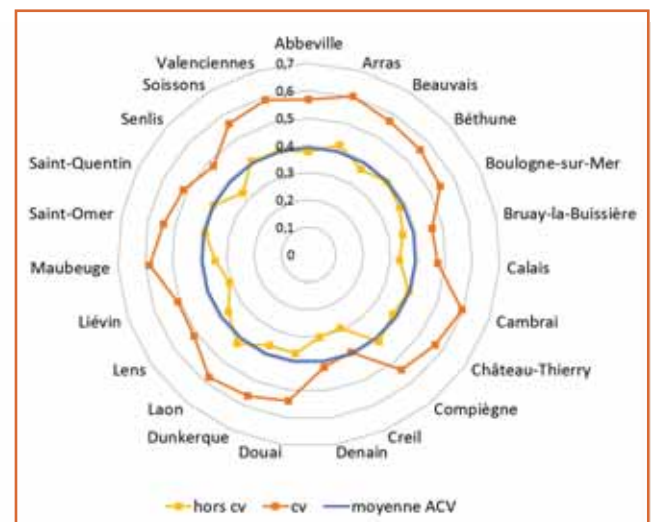 Abbeville
Arras
Beauvais
Béthune
Boulogne-sur-Mer
Bruay-la-Buissière
Calais
Cambrai
Château-Thierry
Compiègne
Creil
Denain
Douai
Dunkerque
Laon
Lens
Liévin
Maubeuge
Saint-Omer
Saint-Quentin
Senlis
Soissons
Valenciennes
0,7
0,6
0,5
0,4
0,3
0,2
0,1
0
hors cv cv moyenne ACV